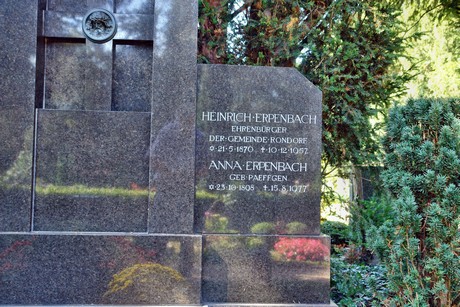 HEINRICH·ERPENBACH
EHRENBÜRGER
DER·GEMEINDE·RONDORF
☆·21·5·1876·+·10·12·1957
ANNA·ERPENBACH
GEB·PAEFFGEN
☆·23·10·1898·+·15·8·1977